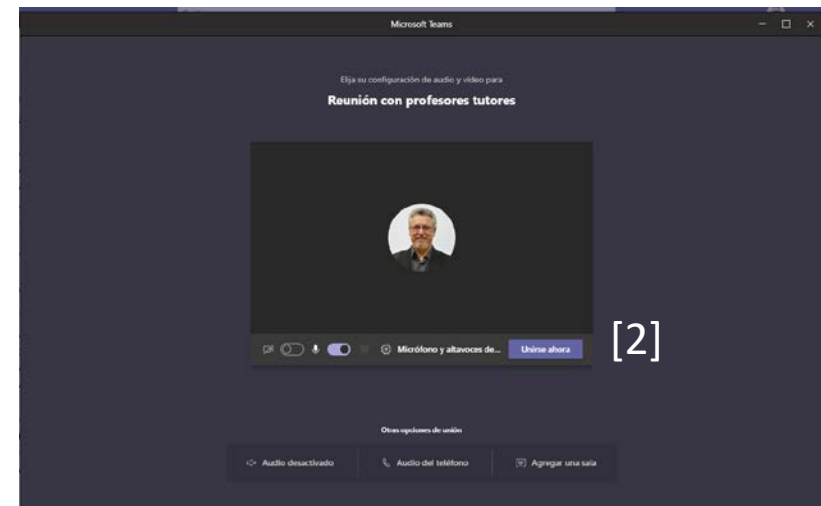 Microsoft Teams
Elija su configuración de audio y vídeo para
Reunión con profesores tutores
Micrófono y altavoces de...
Unirse ahora
[2]
Otras opciones de unión
Audio desactivado
Audio del teléfono
Agregar una sala